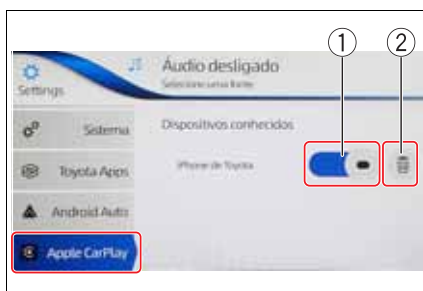 1 2
Áudio desligado
Settings
Selecione uma fonte
Sistema
Dispositivos conhecidos
Toyota Apps
iPhone de Toyota
Android Auto
Apple CarPlay